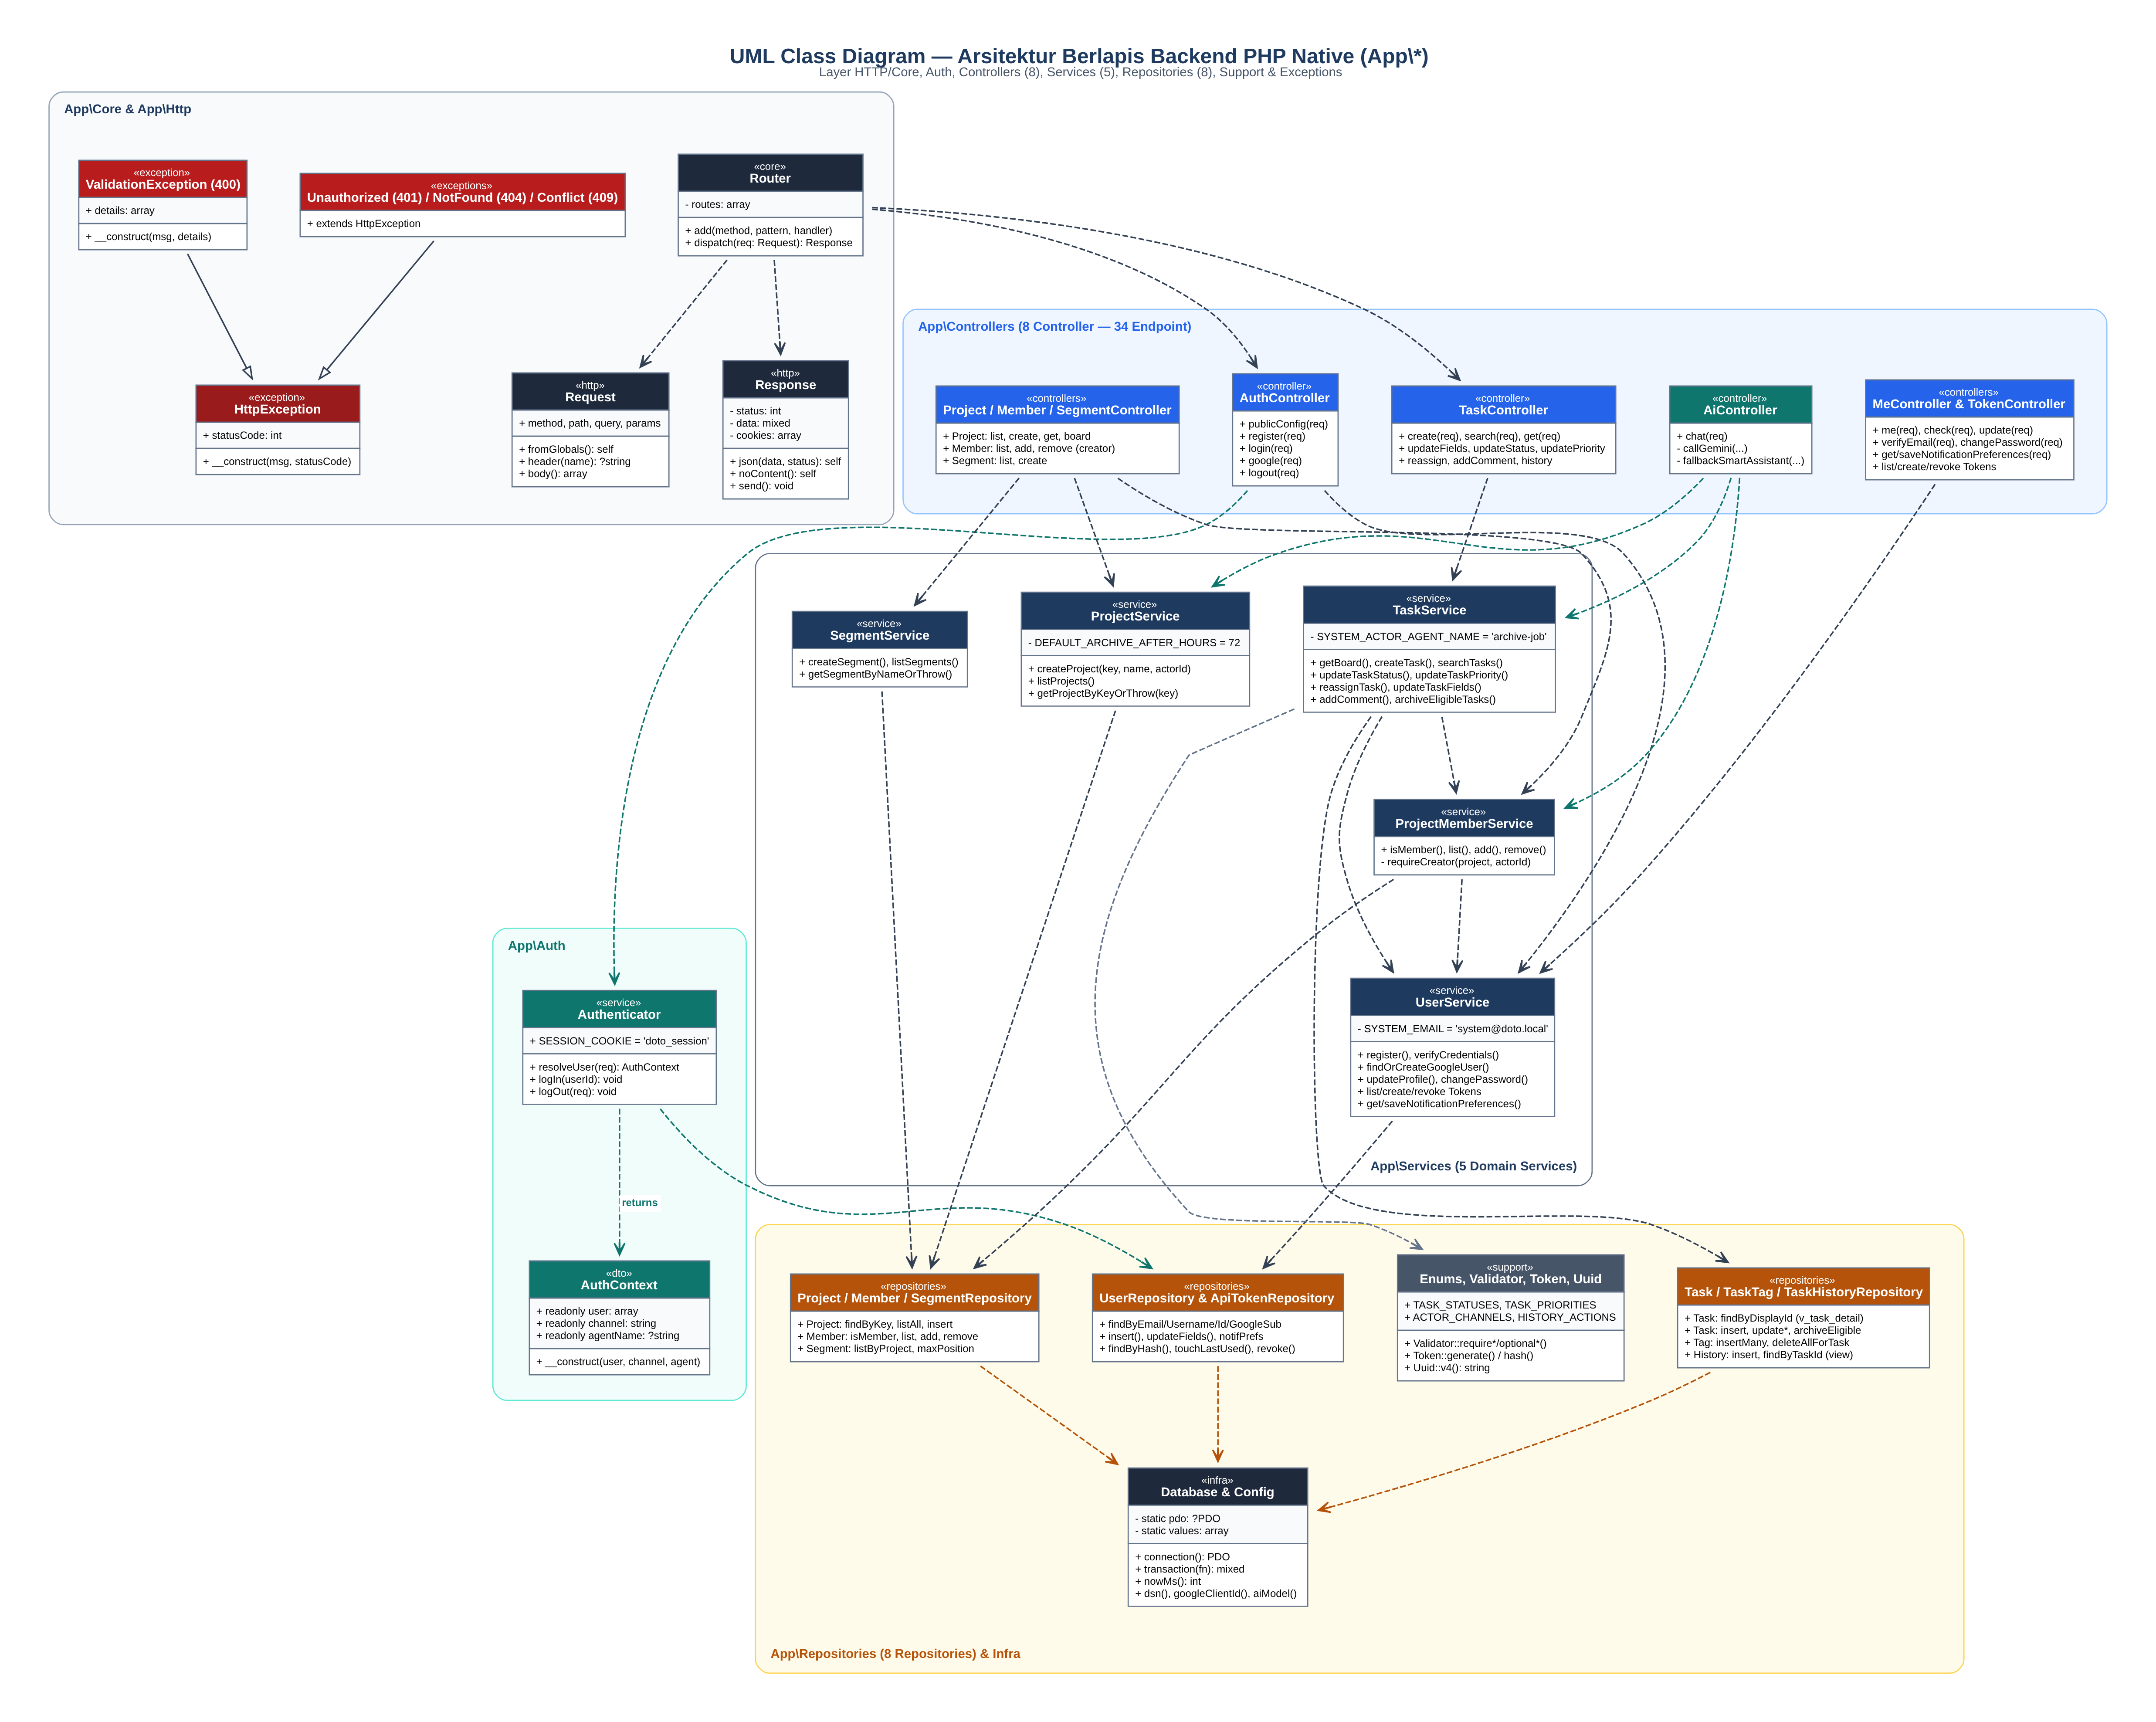 UML Class Diagram — Arsitektur Berlapis Backend PHP Native (App\*)
Layer HTTP/Core, Auth, Controllers (8), Services (5), Repositories (8), Support & Exceptions
App\Core & App\Http
«exception»
ValidationException (400)
+ details: array
+ __construct(msg, details)
«exceptions»
Unauthorized (401) / NotFound (404) / Conflict (409)
+ extends HttpException
«core»
Router
- routes: array
+ add(method, pattern, handler)
+ dispatch(req: Request): Response
«exception»
HttpException
+ statusCode: int
+ __construct(msg, statusCode)
«http»
Request
+ method, path, query, params
+ fromGlobals(): self
+ header(name): ?string
+ body(): array
«http»
Response
- status: int
- data: mixed
- cookies: array
+ json(data, status): self
+ noContent(): self
+ send(): void
App\Controllers (8 Controller — 34 Endpoint)
«controllers»
Project / Member / SegmentController
+ Project: list, create, get, board
+ Member: list, add, remove (creator)
+ Segment: list, create
«controller»
AuthController
+ publicConfig(req)
+ register(req)
+ login(req)
+ google(req)
+ logout(req)
«controller»
TaskController
+ create(req), search(req), get(req)
+ updateFields, updateStatus, updatePriority
+ reassign, addComment, history
«controller»
AiController
+ chat(req)
- callGemini(...)
- fallbackSmartAssistant(...)
«controllers»
MeController & TokenController
+ me(req), check(req), update(req)
+ verifyEmail(req), changePassword(req)
+ get/saveNotificationPreferences(req)
+ list/create/revoke Tokens
«service»
SegmentService
+ createSegment(), listSegments()
+ getSegmentByNameOrThrow()
«service»
ProjectService
- DEFAULT_ARCHIVE_AFTER_HOURS = 72
+ createProject(key, name, actorId)
+ listProjects()
+ getProjectByKeyOrThrow(key)
«service»
TaskService
- SYSTEM_ACTOR_AGENT_NAME = 'archive-job'
+ getBoard(), createTask(), searchTasks()
+ updateTaskStatus(), updateTaskPriority()
+ reassignTask(), updateTaskFields()
+ addComment(), archiveEligibleTasks()
«service»
ProjectMemberService
+ isMember(), list(), add(), remove()
- requireCreator(project, actorId)
«service»
UserService
- SYSTEM_EMAIL = 'system@doto.local'
+ register(), verifyCredentials()
+ findOrCreateGoogleUser()
+ updateProfile(), changePassword()
+ list/create/revoke Tokens
+ get/saveNotificationPreferences()
App\Services (5 Domain Services)
App\Auth
«service»
Authenticator
+ SESSION_COOKIE = 'doto_session'
+ resolveUser(req): AuthContext
+ logIn(userId): void
+ logOut(req): void
returns
«dto»
AuthContext
+ readonly user: array
+ readonly channel: string
+ readonly agentName: ?string
+ __construct(user, channel, agent)
«repositories»
Project / Member / SegmentRepository
+ Project: findByKey, listAll, insert
+ Member: isMember, list, add, remove
+ Segment: listByProject, maxPosition
«repositories»
UserRepository & ApiTokenRepository
+ findByEmail/Username/Id/GoogleSub
+ insert(), updateFields(), notifPrefs
+ findByHash(), touchLastUsed(), revoke()
«support»
Enums, Validator, Token, Uuid
+ TASK_STATUSES, TASK_PRIORITIES
+ ACTOR_CHANNELS, HISTORY_ACTIONS
+ Validator::require*/optional*()
+ Token::generate() / hash()
+ Uuid::v4(): string
«repositories»
Task / TaskTag / TaskHistoryRepository
+ Task: findByDisplayId (v_task_detail)
+ Task: insert, update*, archiveEligible
+ Tag: insertMany, deleteAllForTask
+ History: insert, findByTaskId (view)
«infra»
Database & Config
- static pdo: ?PDO
- static values: array
+ connection(): PDO
+ transaction(fn): mixed
+ nowMs(): int
+ dsn(), googleClientId(), aiModel()
App\Repositories (8 Repositories) & Infra